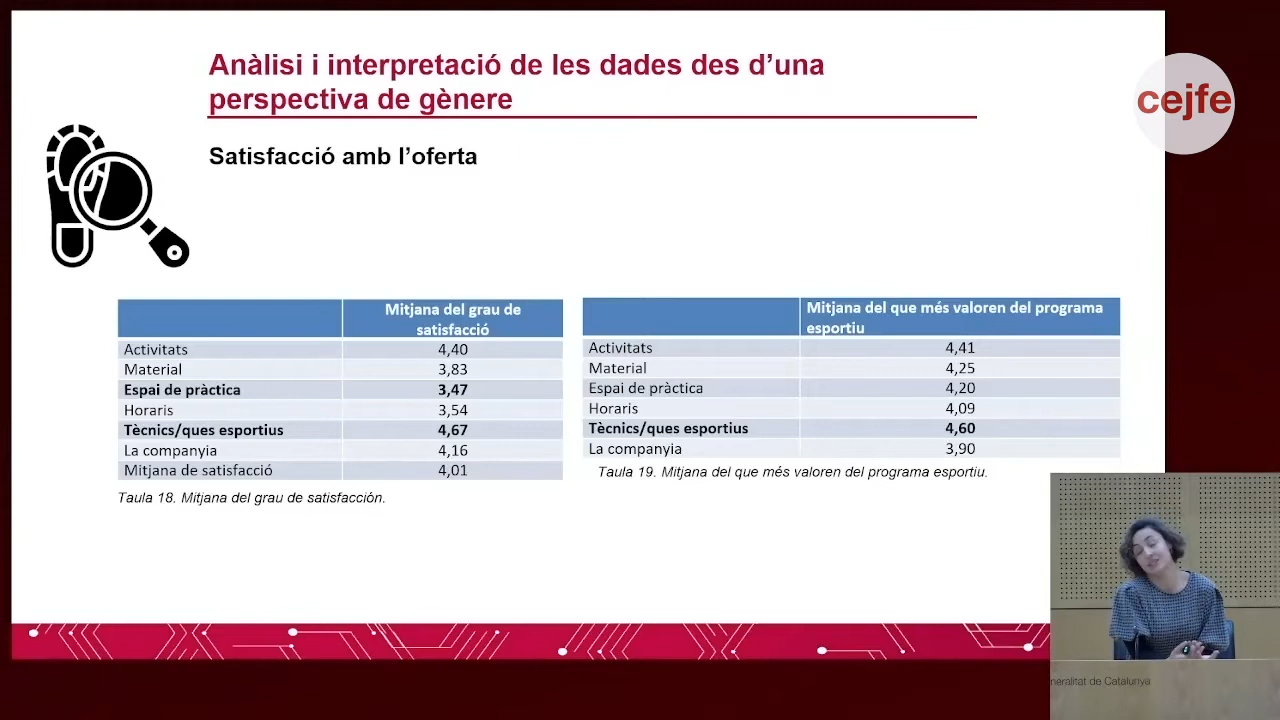 Anàlisi i interpretació de les dades des d’una
perspectiva de gènere
cejfe
Satisfacció amb l’oferta
Mitjana del grau de
satisfacció
Activitats 4,40
Material 3,83
Espai de pràctica 3,47
Horaris 3,54
Tècnics/ques esportius 4,67
La companyia 4,16
Mitjana de satisfacció 4,01
Taula 18. Mitjana del grau de satisfacción.
Mitjana del que més valoren del programa
esportiu
Activitats 4,41
Material 4,25
Espai de pràctica 4,20
Horaris 4,09
Tècnics/ques esportius 4,60
La companyia 3,90
Taula 19. Mitjana del que més valoren del programa esportiu.
neralitat de Catalunya